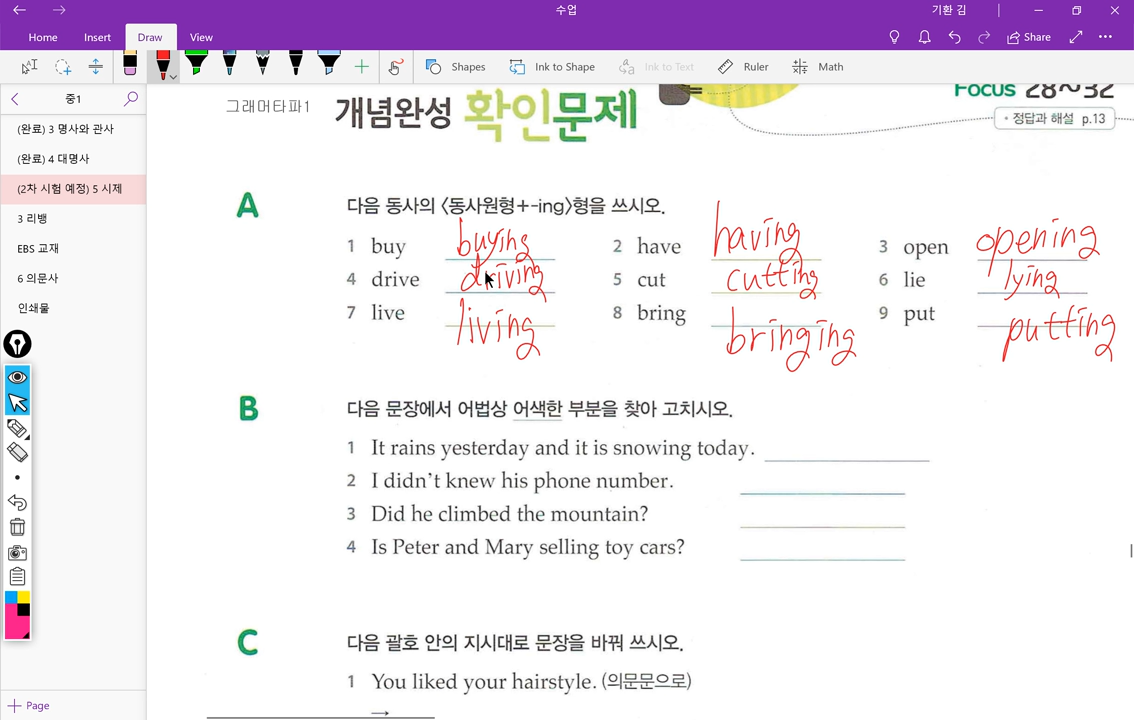 수업
기환 김
Home Insert Draw View
Share
Shapes Ink to Shape Ink to Text Ruler Math
중1
(완료) 3 명사와 관사
(완료) 4 대명사
(2차 시험 예정) 5 시제
3 리뱅
EBS 교재
6 의문사
인쇄물
Page
그래머타파1 개념완성 확인문제
Focus 28~32
• 정답과 해설 p.13
A 다음 동사의 〈동사원형+-ing〉형을 쓰시오.
1 buy buying 2 have having 3 open opening
4 drive driving 5 cut cutting 6 lie lying
7 live living 8 bring bringing 9 put putting
B 다음 문장에서 어법상 어색한 부분을 찾아 고치시오.
1 It rains yesterday and it is snowing today.
2 I didn't knew his phone number.
3 Did he climbed the mountain?
4 Is Peter and Mary selling toy cars?
C 다음 괄호 안의 지시대로 문장을 바꿔 쓰시오.
1 You liked your hairstyle. (의문문으로)
→